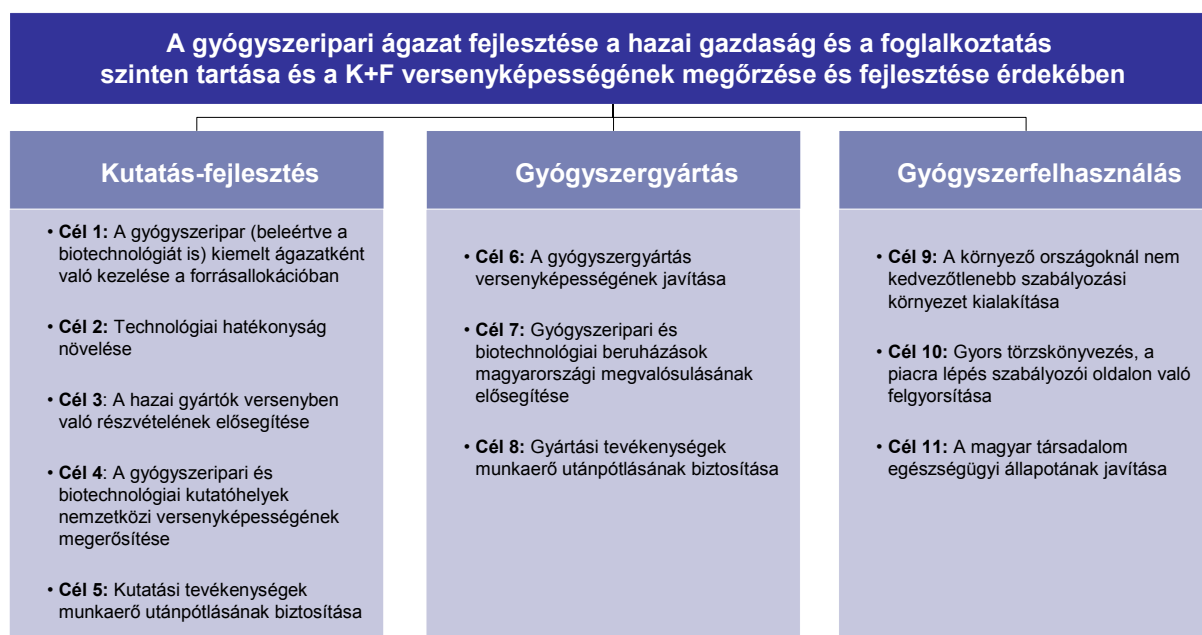 A gyógyszeripari ágazat fejlesztése a hazai gazdaság és a foglalkoztatás
szinten tartása és a K+F versenyképességének megőrzése és fejlesztése érdekében
Kutatás-fejlesztés
• Cél 1: A gyógyszeripar (beleértve a
biotechnológiát is) kiemelt ágazatként
való kezelése a forrásallokációban
• Cél 2: Technológiai hatékonyság
növelése
• Cél 3: A hazai gyártók versenyben
való részvételének elősegítése
• Cél 4: A gyógyszeripari és
biotechnológiai kutatóhelyek
nemzetközi versenyképességének
megerősítése
• Cél 5: Kutatási tevékenységek
munkaerő utánpótlásának biztosítása
Gyógyszergyártás
• Cél 6: A gyógyszergyártás
versenyképességének javítása
• Cél 7: Gyógyszeripari és
biotechnológiai beruházások
magyarországi megvalósulásának
elősegítése
• Cél 8: Gyártási tevékenységek
munkaerő utánpótlásának biztosítása
Gyógyszerfelhasználás
• Cél 9: A környező országoknál nem
kedvezőtlenebb szabályozási
környezet kialakítása
• Cél 10: Gyors törzskönyvezés, a
piacra lépés szabályozói oldalon való
felgyorsítása
• Cél 11: A magyar társadalom
egészségügyi állapotának javítása